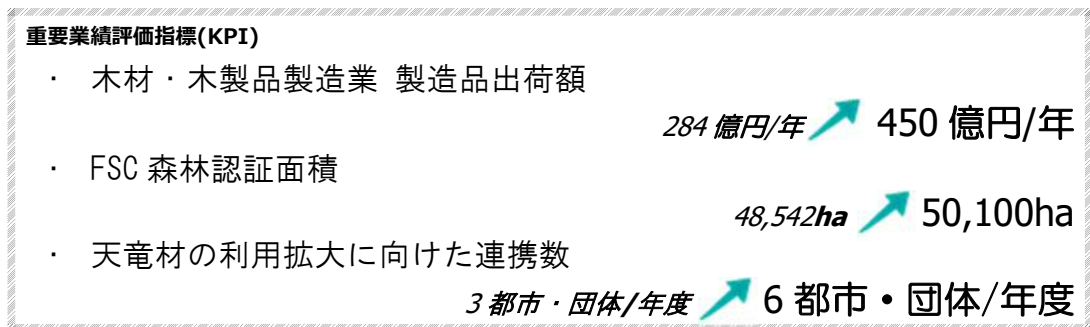 重要業績評価指標(KPI)
・ 木材・木製品製造業 製造品出荷額
284 億円/年 450 億円/年
・ FSC 森林認証面積
48,542ha 50,100ha
・ 天竜材の利用拡大に向けた連携数
3 都市・団体/年度 6 都市・団体/年度